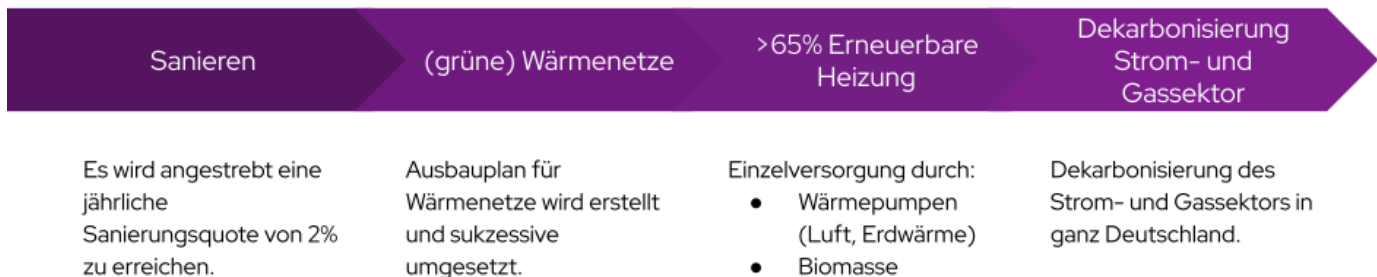 Sanieren
(grüne) Wärmenetze
>65% Erneuerbare
Heizung
Dekarbonisierung
Strom- und
Gassektor
Es wird angestrebt eine
jährliche
Sanierungsquote von 2%
zu erreichen.
Ausbauplan für
Wärmenetze wird erstellt
und sukzessive
umgesetzt.
Einzelversorgung durch:
● Wärmepumpen
(Luft, Erdwärme)
● Biomasse
Dekarbonisierung des
Strom- und Gassektors in
ganz Deutschland.